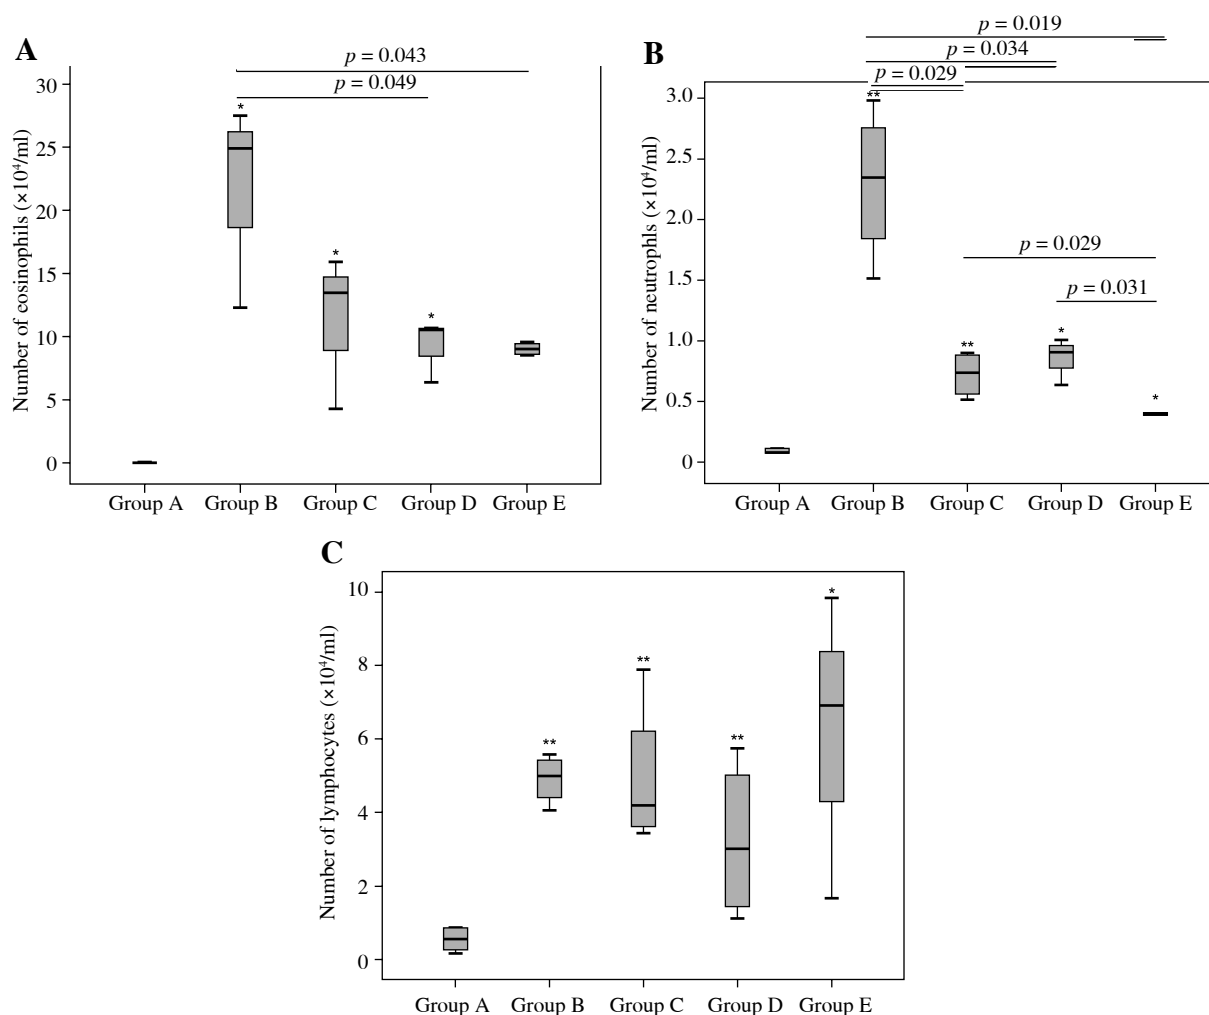 A
p = 0.043
p = 0.049
Number of eosinophils (×10⁴/ml)
30
25
20
15
10
5
0
*
*
*
Group A Group B Group C Group D Group E
B
p = 0.019
p = 0.034
p = 0.029
**
Number of neutrophls (×10⁴/ml)
3.0
2.5
2.0
1.5
1.0
0.5
0
p = 0.029
p = 0.031
**
*
*
Group A Group B Group C Group D Group E
C
Number of lymphocytes (×10⁴/ml)
10
8
6
4
2
0
**
**
**
*
Group A Group B Group C Group D Group E